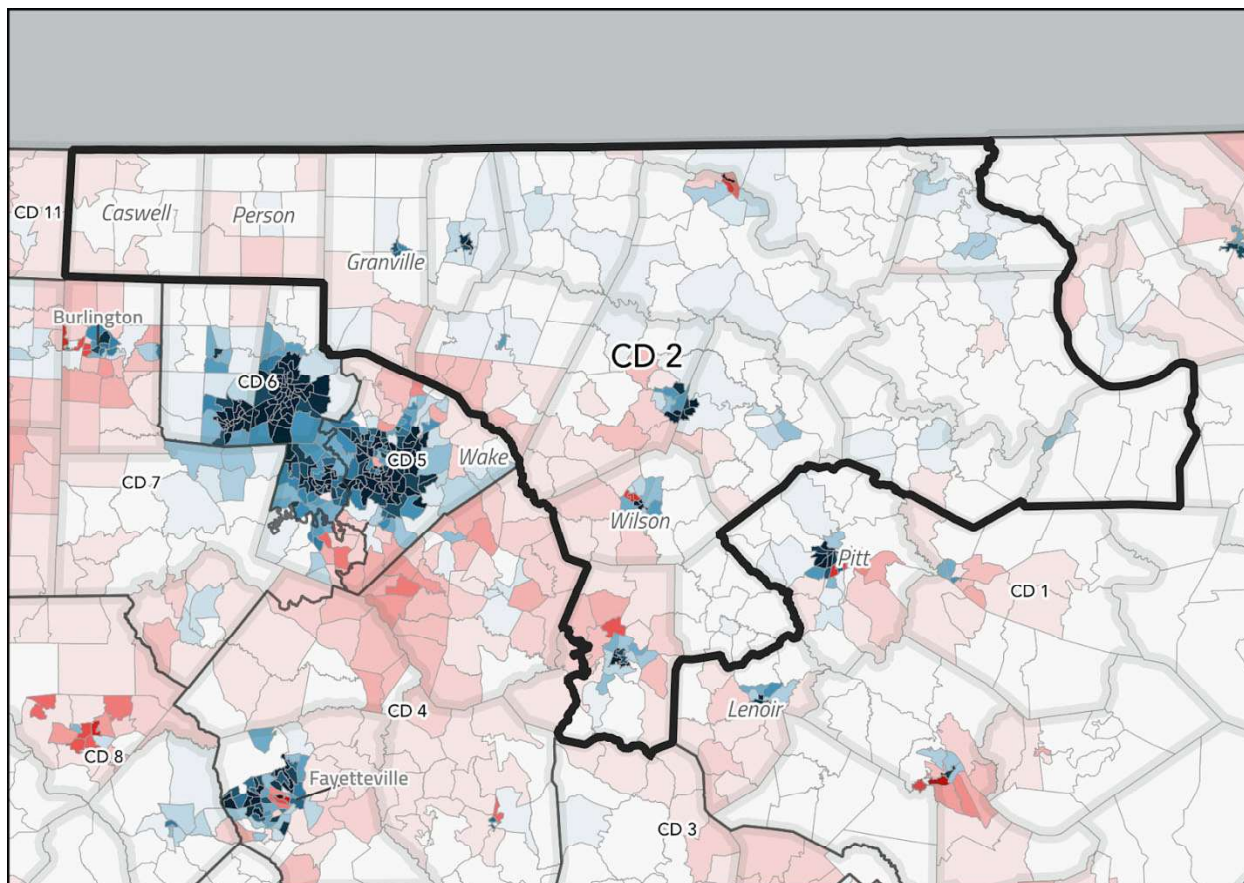 CD 11
Caswell
Person
Granville
Burlington
CD 2
CD 6
CD 5
Wake
CD 7
Wilson
Pitt
CD 1
Lenoir
CD 4
CD 8
Fayetteville
CD 3